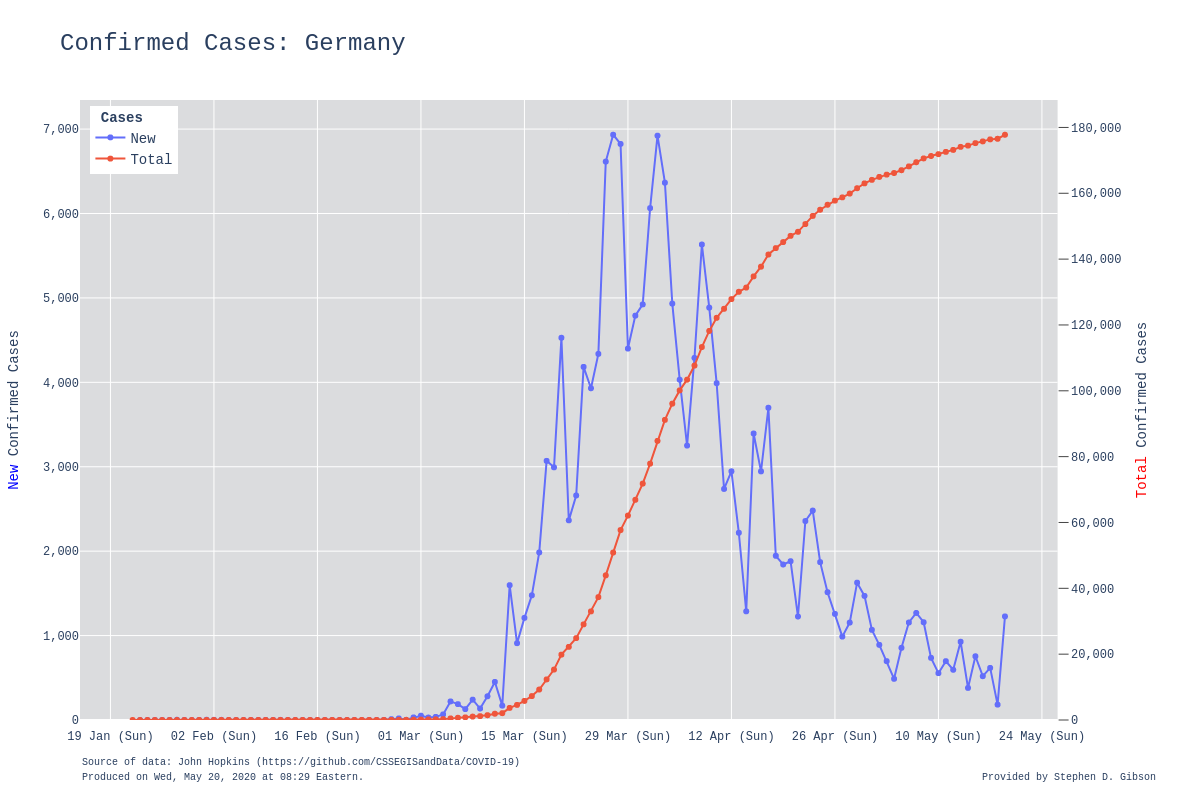 Confirmed Cases: Germany
Cases
New
Total
7,000
6,000
5,000
4,000
3,000
2,000
1,000
0
New Confirmed Cases
180,000
160,000
140,000
120,000
100,000
80,000
60,000
40,000
20,000
0
Total Confirmed Cases
19 Jan (Sun) 02 Feb (Sun) 16 Feb (Sun) 01 Mar (Sun) 15 Mar (Sun) 29 Mar (Sun) 12 Apr (Sun) 26 Apr (Sun) 10 May (Sun) 24 May (Sun)
Source of data: John Hopkins (https://github.com/CSSEGISandData/COVID-19)
Produced on Wed, May 20, 2020 at 08:29 Eastern.
Provided by Stephen D. Gibson